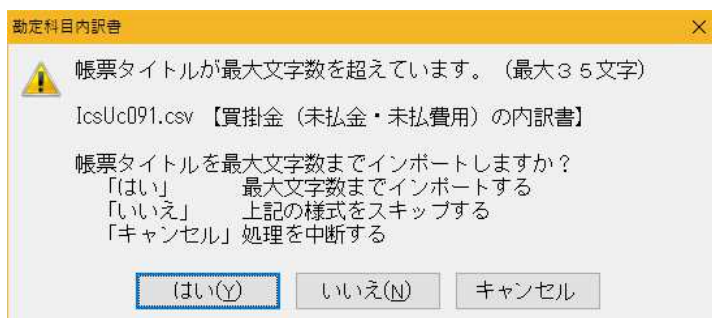 勘定科目内訳書
帳票タイトルが最大文字数を超えています。（最大３５文字）
IcsUc091.csv 【買掛金（未払金・未払費用）の内訳書】
帳票タイトルを最大文字数までインポートしますか？
「はい」　　　最大文字数までインポートする
「いいえ」　　上記の様式をスキップする
「キャンセル」処理を中断する
はい(Y)　いいえ(N)　キャンセル